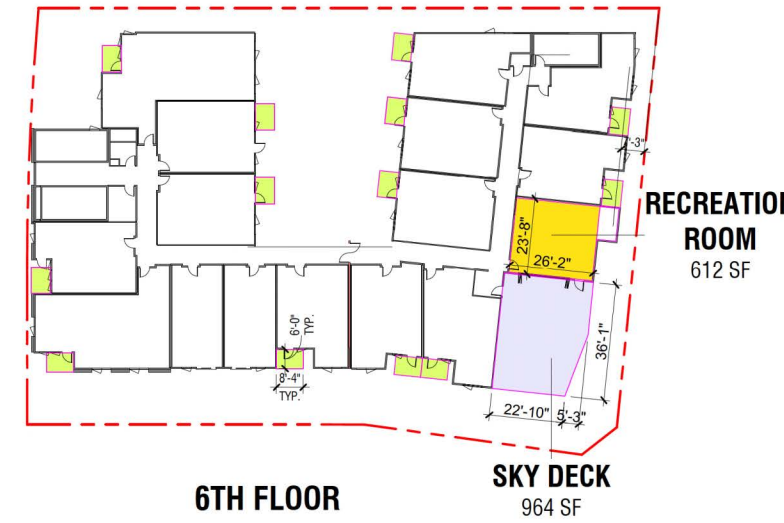 '-3"
RECREATION
ROOM
612 SF
23'-8"
26'-2"
36'-1"
6'-0"
TYP.
8'-4"
TYP.
22'-10"
5'-3"
SKY DECK
964 SF
6TH FLOOR